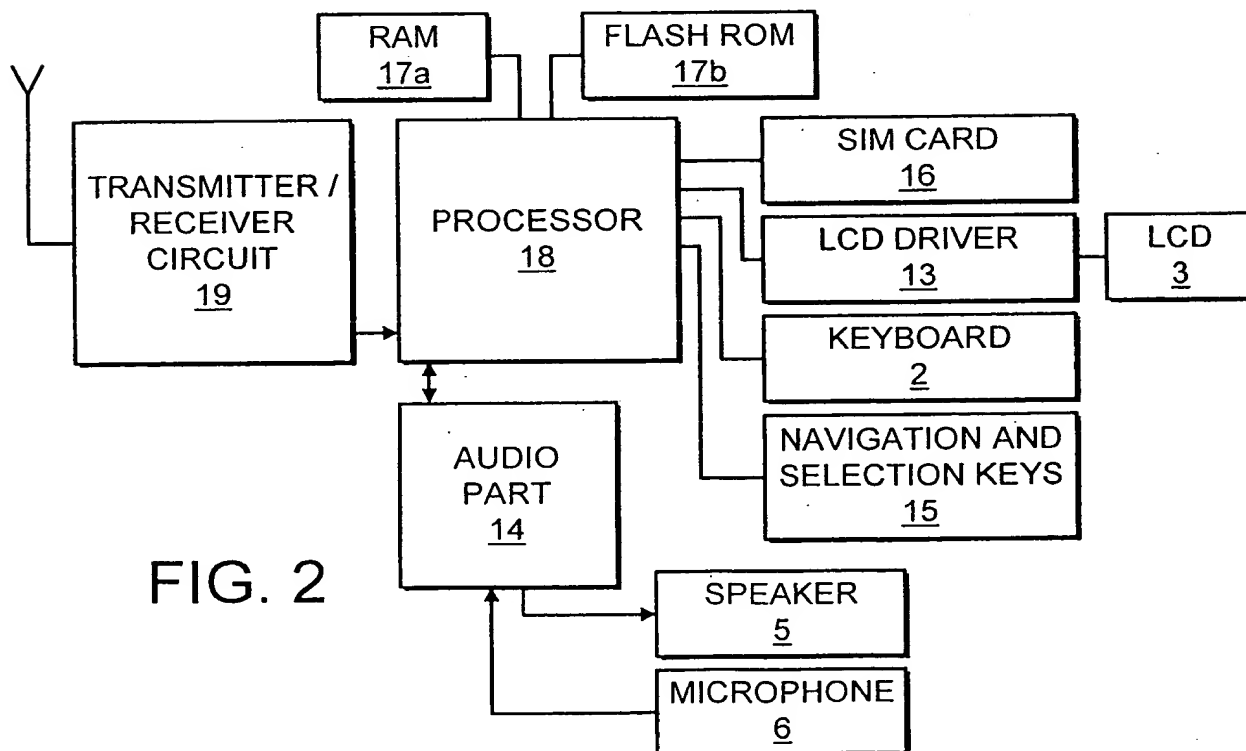 RAM
17a
FLASH ROM
17b
TRANSMITTER /
RECEIVER
CIRCUIT
19
PROCESSOR
18
SIM CARD
16
LCD DRIVER
13
LCD
3
KEYBOARD
2
NAVIGATION AND
SELECTION KEYS
15
AUDIO
PART
14
FIG. 2
SPEAKER
5
MICROPHONE
6